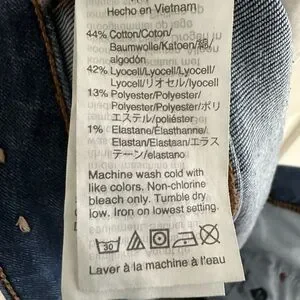 Hecho en Vietnam
44% Cotton/Coton/
Baumwolle/Katoen/綿/
algodón
42% Lyocell/Lyocell/Lyocell/
Lyocell/リオセル/lyocell
13% Polyester/Polyester/
Polyester/Polyester/ポリ
エステル/poliéster
1% Elastane/Élasthanne/
Elastan/Elastaan/エラス
テーン/elastano
Machine wash cold with
like colors. Non-chlorine
bleach only. Tumble dry
low. Iron on lowest setting.
30
Laver à la machine à l'eau